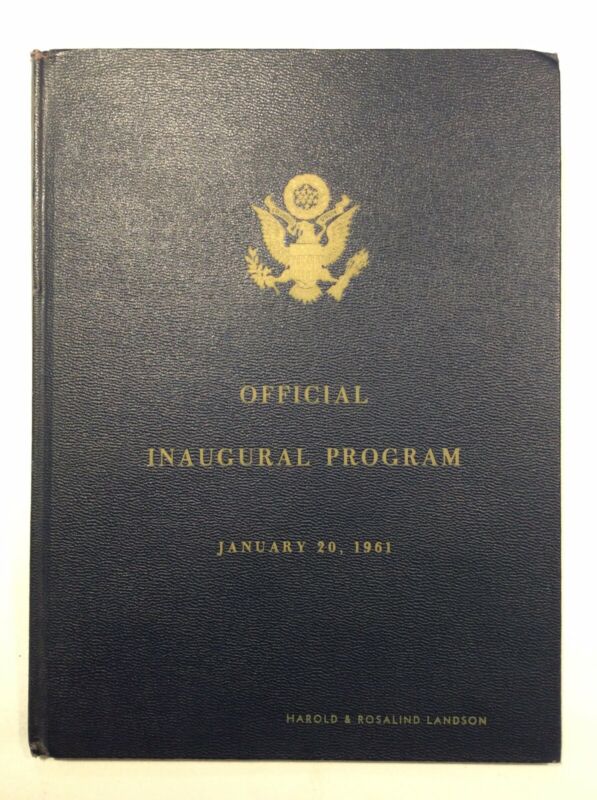 OFFICIAL
INAUGURAL PROGRAM
JANUARY 20, 1961
HAROLD & ROSALIND LANDSON